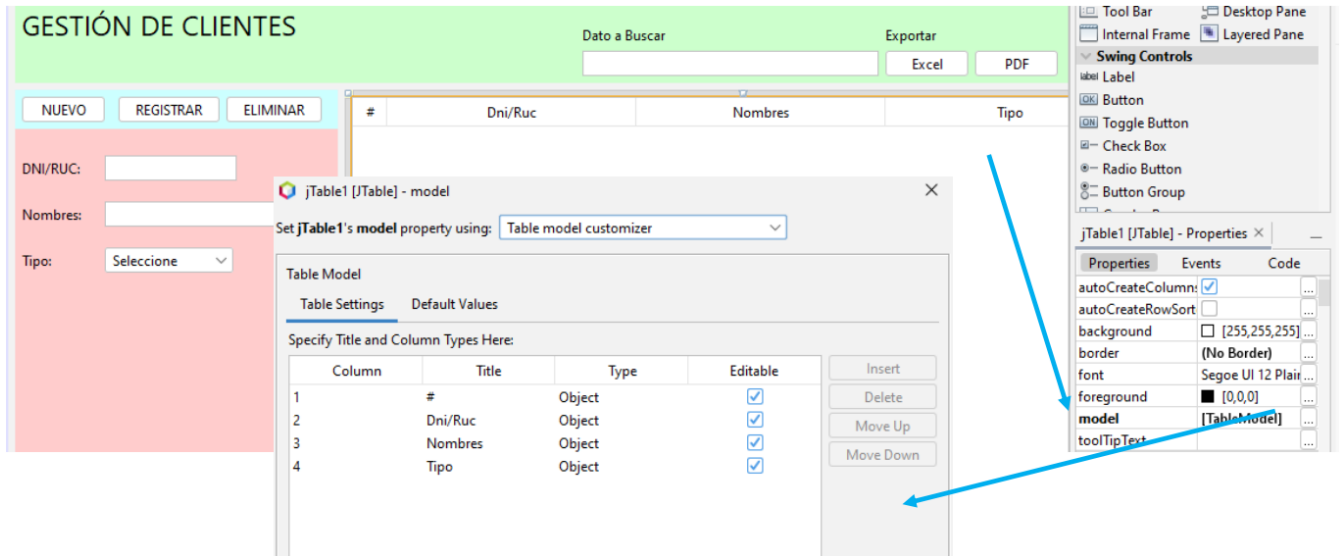 GESTIÓN DE CLIENTES
Dato a Buscar
Exportar
Excel
PDF
NUEVO
REGISTRAR
ELIMINAR
# Dni/Ruc Nombres Tipo
DNI/RUC:
Nombres:
Tipo:
Seleccione
jTable1 [JTable] - model
Set jTable1's model property using: Table model customizer
Table Model
Table Settings Default Values
Specify Title and Column Types Here:
Column Title Type Editable
1 # Object
2 Dni/Ruc Object
3 Nombres Object
4 Tipo Object
Insert
Delete
Move Up
Move Down
Tool Bar Desktop Pane
Internal Frame Layered Pane
Swing Controls
label Label
OK Button
ON Toggle Button
Check Box
Radio Button
Button Group
jTable1 [JTable] - Properties
Properties Events Code
autoCreateColumns ...
autoCreateRowSort ...
background [255,255,255] ...
border (No Border) ...
font Segoe UI 12 Plain ...
foreground [0,0,0] ...
model [TableModel] ...
toolTipText ...